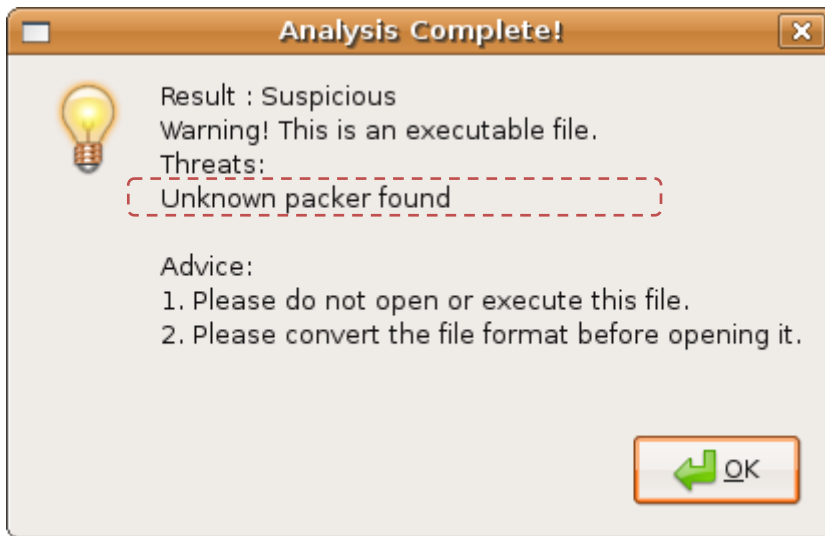 Analysis Complete!
Result : Suspicious
Warning! This is an executable file.
Threats:
Unknown packer found
Advice:
1. Please do not open or execute this file.
2. Please convert the file format before opening it.
OK